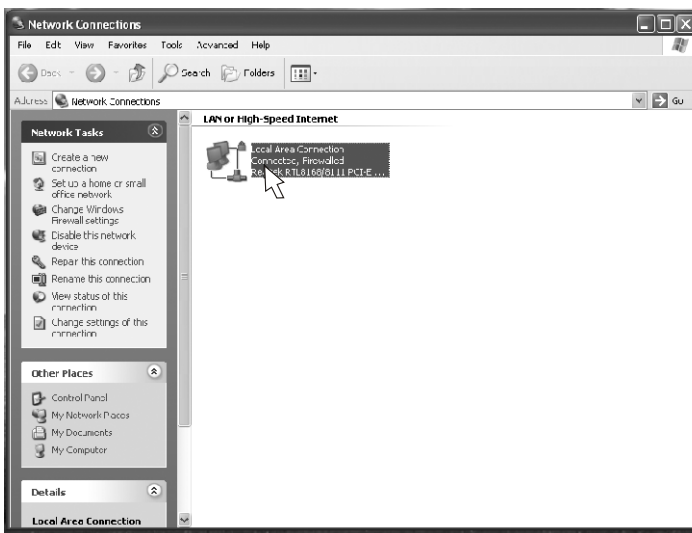 Network Connections
File Edit View Favorites Tools Advanced Help
Back Search Folders
Address Network Connections Go
Network Tasks
Create a new
connection
Set up a home or small
office network
Change Windows
Firewall settings
Disable this network
device
Repair this connection
Rename this connection
View status of this
connection
Change settings of this
connection
Other Places
Control Panel
My Network Places
My Documents
My Computer
Details
Local Area Connection
LAN or High-Speed Internet
Local Area Connection
Connected, Firewalled
RTL8168/8111 PCI-E ...